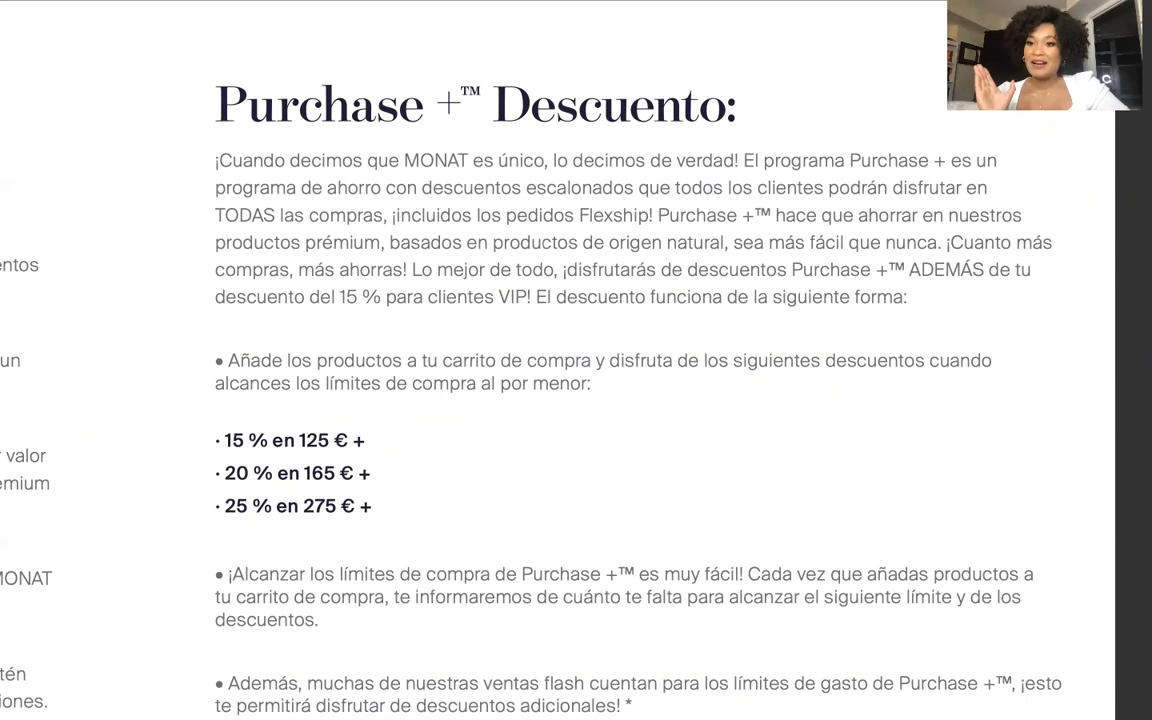 Purchase +™ Descuento:
¡Cuando decimos que MONAT es único, lo decimos de verdad! El programa Purchase + es un
programa de ahorro con descuentos escalonados que todos los clientes podrán disfrutar en
TODAS las compras, ¡incluidos los pedidos Flexship! Purchase +™ hace que ahorrar en nuestros
productos prémium, basados en productos de origen natural, sea más fácil que nunca. ¡Cuanto más
compras, más ahorras! Lo mejor de todo, ¡disfrutarás de descuentos Purchase +™ ADEMÁS de tu
descuento del 15 % para clientes VIP! El descuento funciona de la siguiente forma:
• Añade los productos a tu carrito de compra y disfruta de los siguientes descuentos cuando
alcances los límites de compra al por menor:
· 15 % en 125 € +
· 20 % en 165 € +
· 25 % en 275 € +
• ¡Alcanzar los límites de compra de Purchase +™ es muy fácil! Cada vez que añadas productos a
tu carrito de compra, te informaremos de cuánto te falta para alcanzar el siguiente límite y de los
descuentos.
• Además, muchas de nuestras ventas flash cuentan para los límites de gasto de Purchase +™, ¡esto
te permitirá disfrutar de descuentos adicionales! *
entos
un
valor
emium
MONAT
tén
iones.